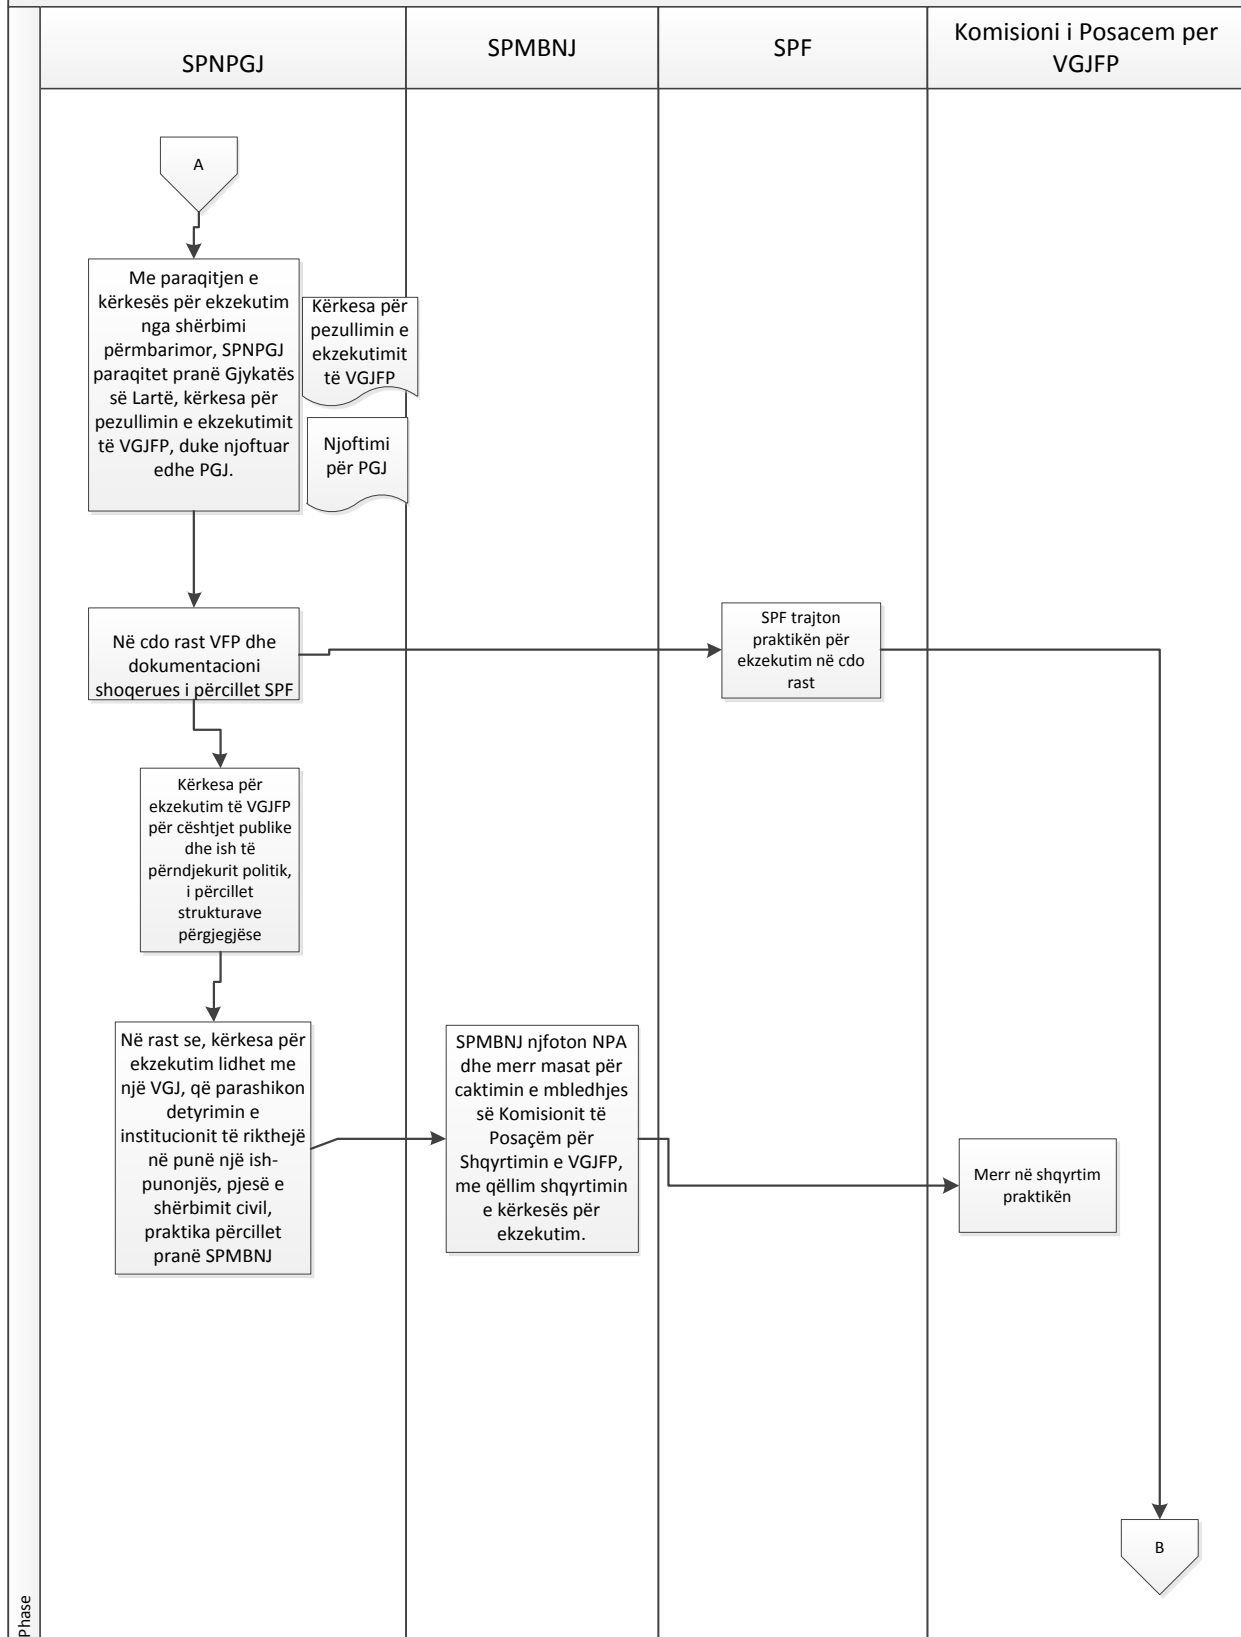 SPNPGJ
SPMBNJ
SPF
Komisioni i Posacem per
VGJFP
A
Me paraqitjen e
kërkesës për ekzekutim
nga shërbimi
përmbarimor, SPNPGJ
paraqitet pranë Gjykatës
së Lartë, kërkesa për
pezullimin e ekzekutimit
të VGJFP, duke njoftuar
edhe PGJ.
Kërkesa për
pezullimin e
ekzekutimit
të VGJFP
Njoftimi
për PGJ
Në cdo rast VFP dhe
dokumentacioni
shoqerues i përcillet SPF
SPF trajton
praktikën për
ekzekutim në cdo
rast
Kërkesa për
ekzekutim të VGJFP
për cështjet publike
dhe ish të
përndjekurit politik,
i përcillet
strukturave
përgjegjëse
Në rast se, kërkesa për
ekzekutim lidhet me
një VGJ, që parashikon
detyrimin e
institucionit të rikthejë
në punë një ish-
punonjës, pjesë e
shërbimit civil,
praktika përcillet
pranë SPMBNJ
SPMBNJ njfoton NPA
dhe merr masat për
caktimin e mbledhjes
së Komisionit të
Posaçëm për
Shqyrtimin e VGJFP,
me qëllim shqyrtimin
e kërkesës për
ekzekutim.
Merr në shqyrtim
praktikën
B
Phase